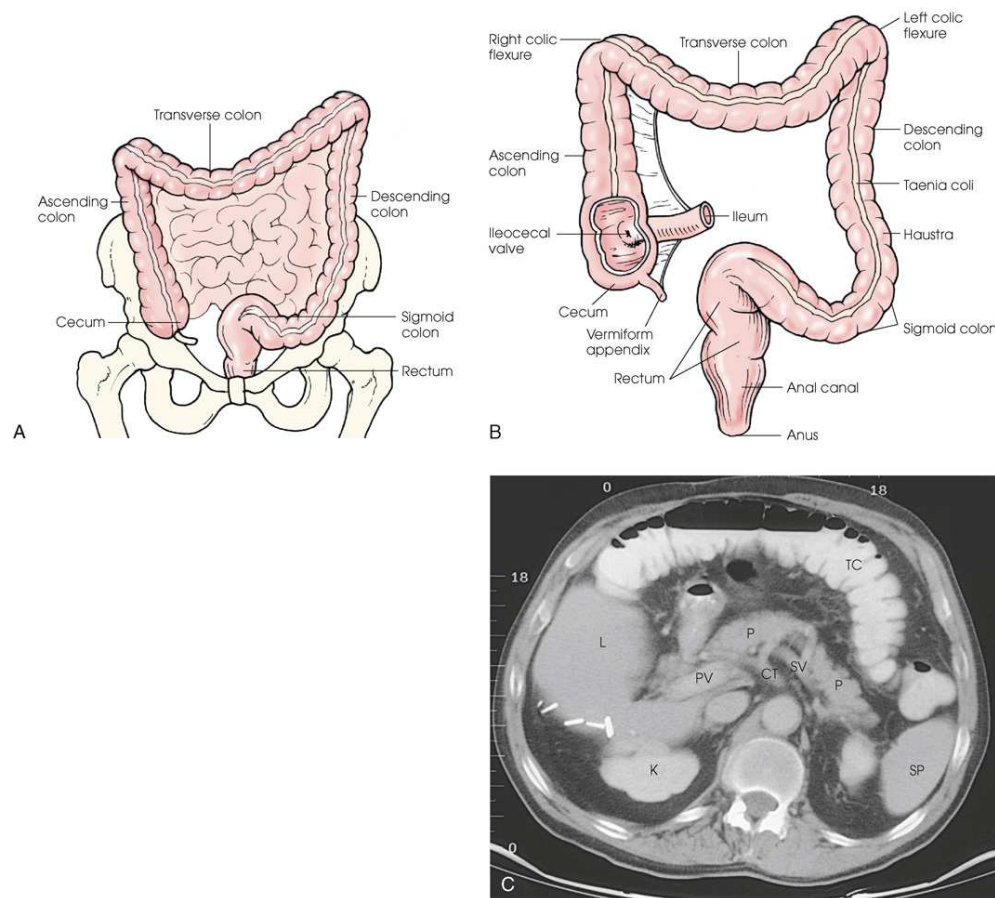 Transverse colon
Ascending
colon
Descending
colon
Cecum
Sigmoid
colon
Rectum
A
Right colic
flexure
Transverse colon
Left colic
flexure
Ascending
colon
Descending
colon
Taenia coli
Ileum
Ileocecal
valve
Haustra
Cecum
Vermiform
appendix
Sigmoid colon
Rectum
Anal canal
Anus
B
0
18
18
TC
L
P
PV
CT
SV
P
K
SP
0
C